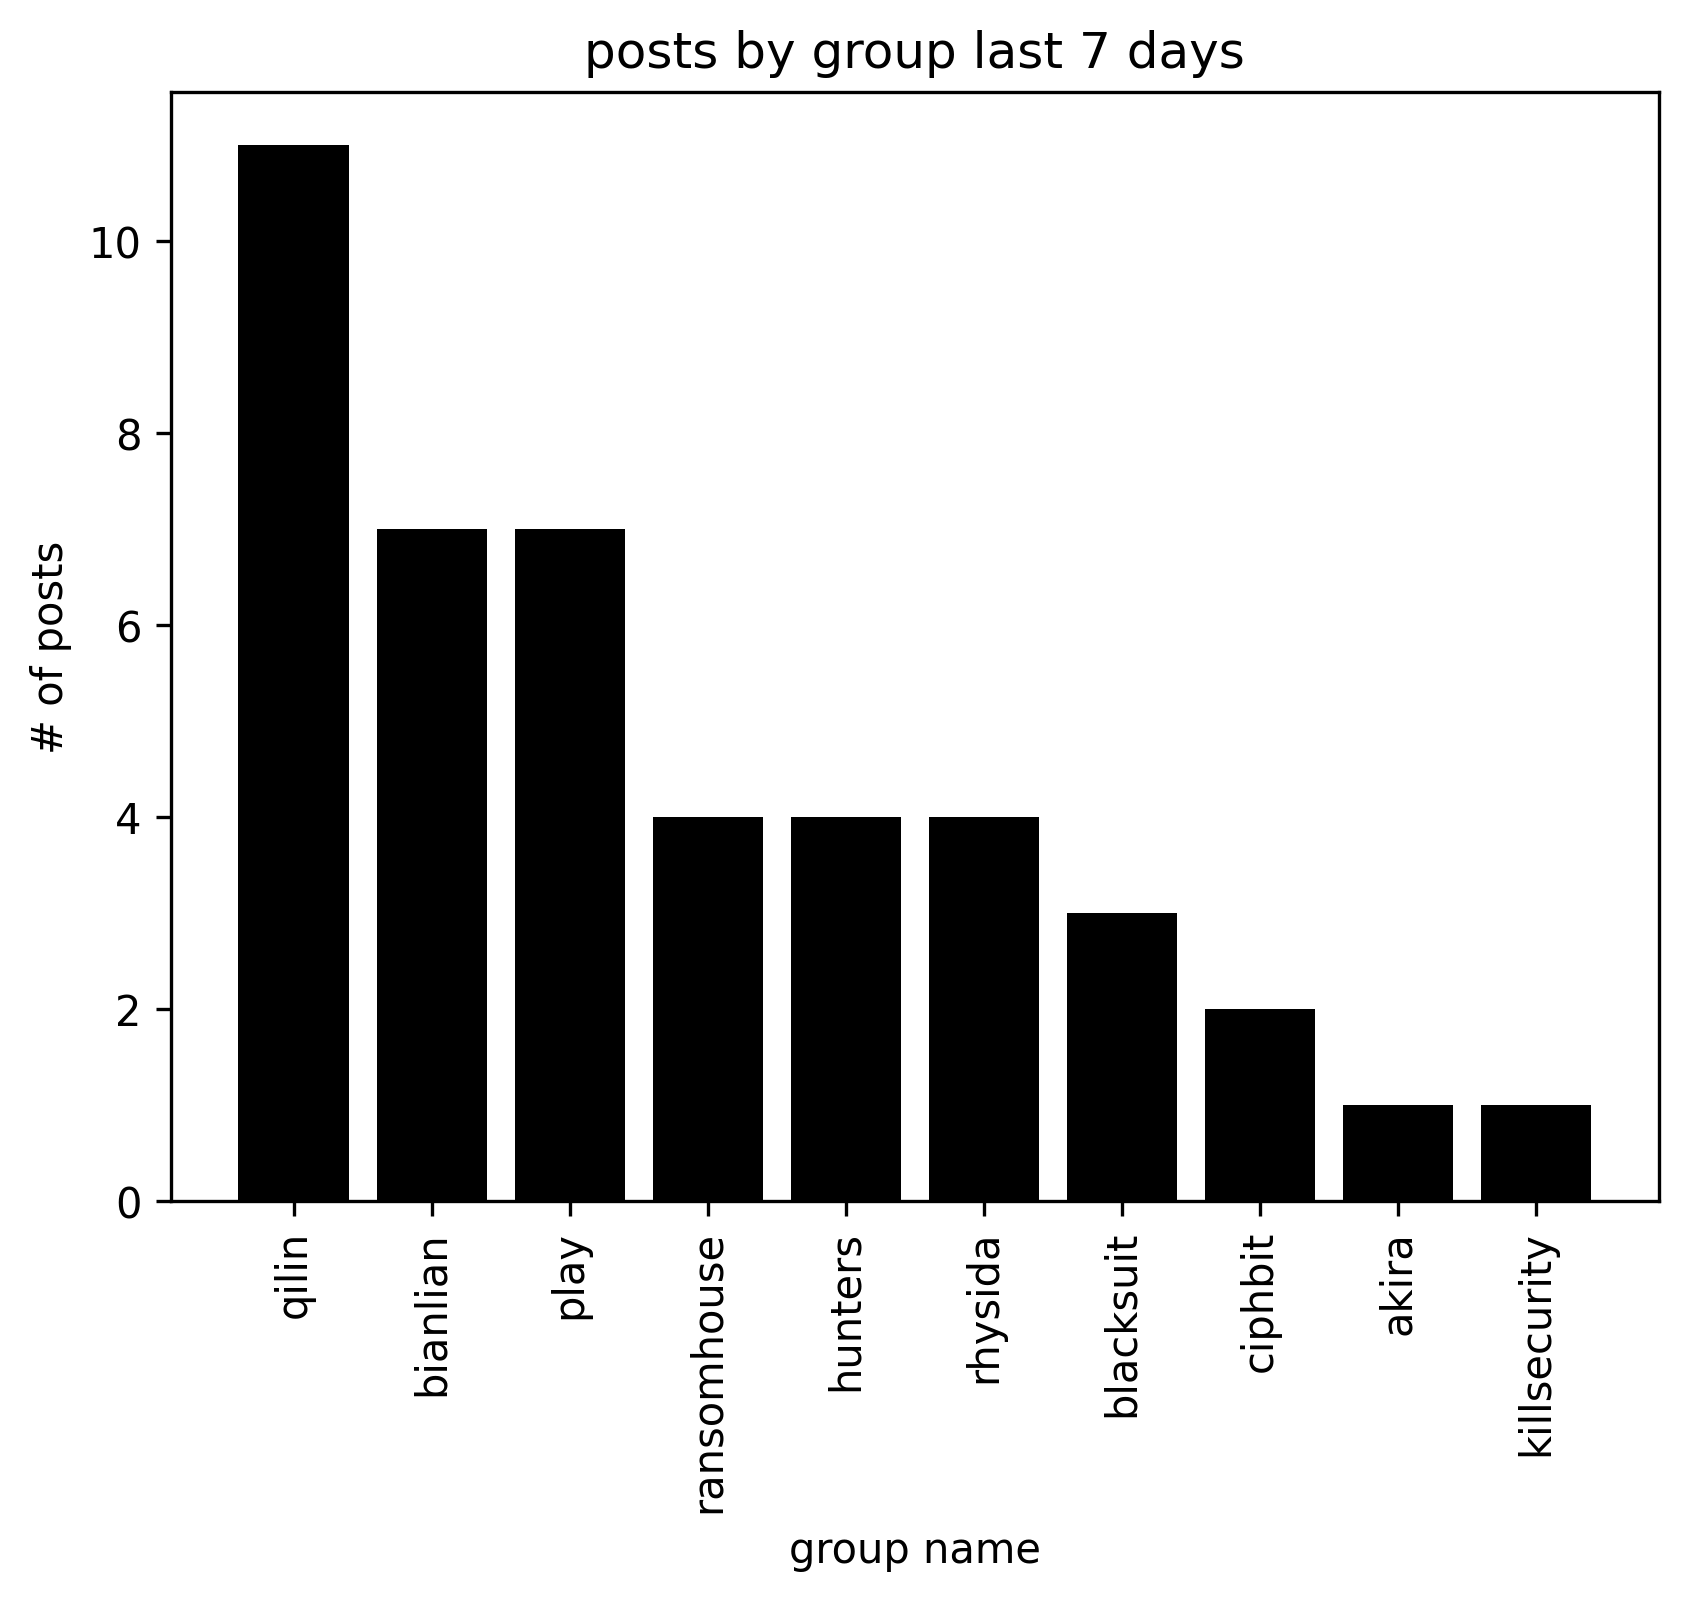 posts by group last 7 days
# of posts
10
8
6
4
2
0
qilin
bianlian
play
ransomhouse
hunters
rhysida
blacksuit
ciphbit
akira
killsecurity
group name